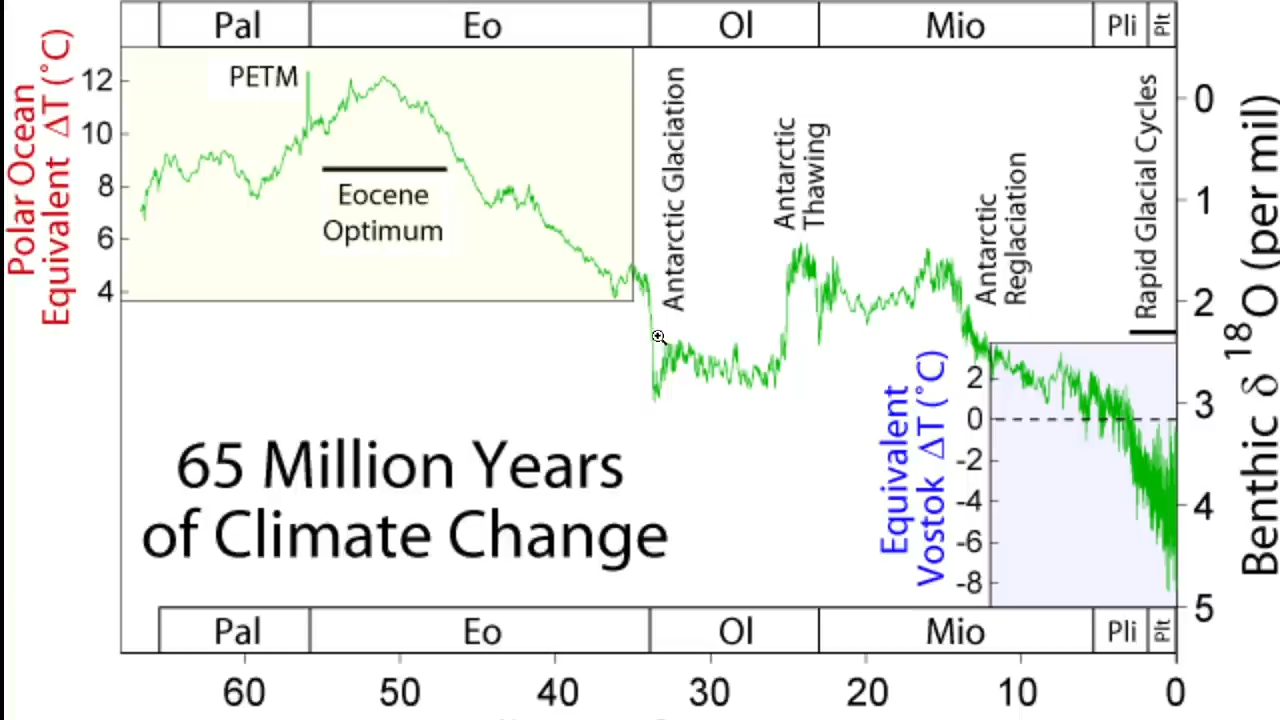 Pal Eo Ol Mio Pli Plt
Polar Ocean
Equivalent ΔT (°C)
12
10
8
6
4
PETM
Eocene
Optimum
Antarctic Glaciation
Antarctic
Thawing
Antarctic
Reglaciation
Rapid Glacial Cycles
0
1
2
3
4
5
Benthic δ 18O (per mil)
Equivalent
Vostok ΔT (°C)
2
0
-2
-4
-6
-8
65 Million Years
of Climate Change
Pal Eo Ol Mio Pli Plt
60 50 40 30 20 10 0